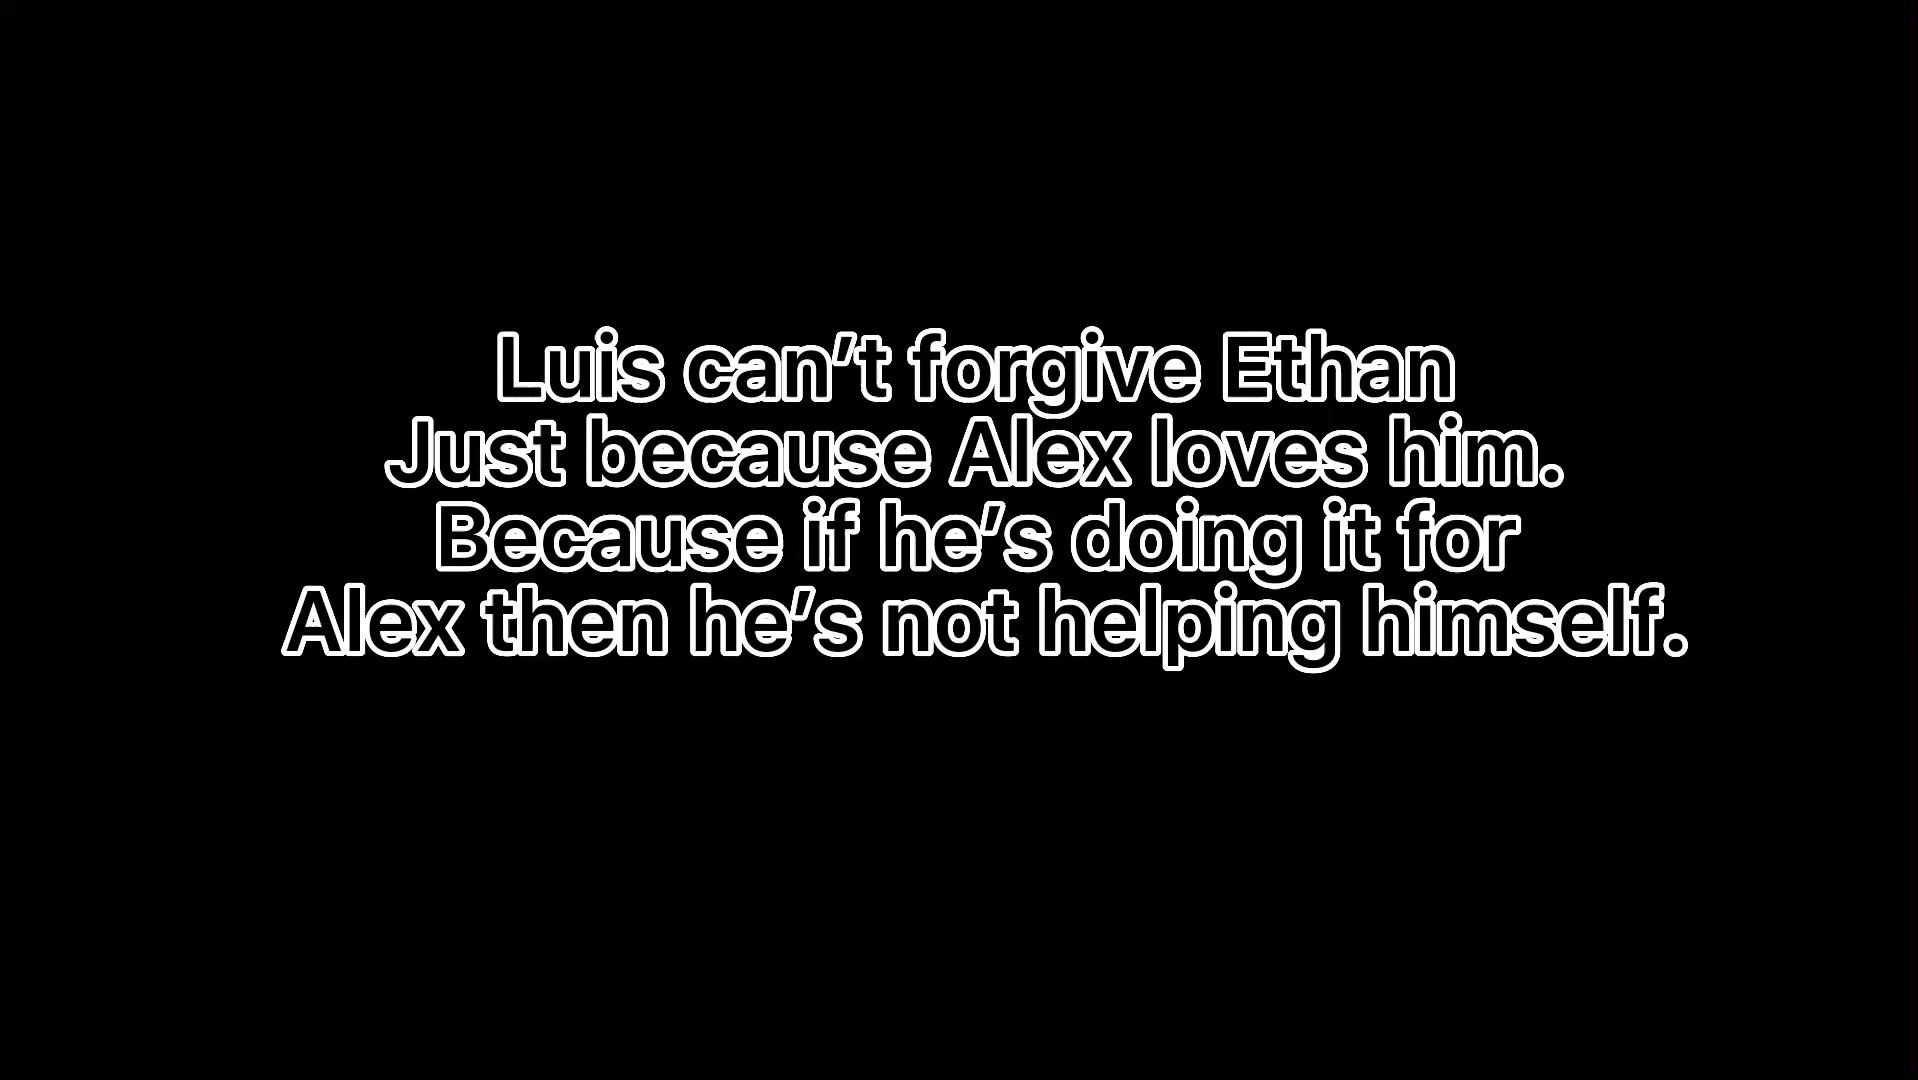 Luis can’t forgive Ethan
Just because Alex loves him.
Because if he’s doing it for
Alex then he’s not helping himself.